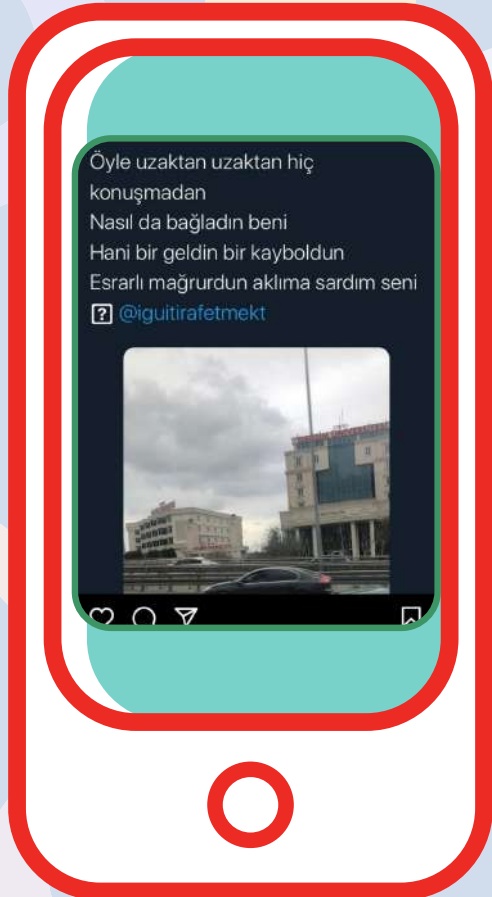 Öyle uzaktan uzaktan hiç
konuşmadan
Nasıl da bağladın beni
Hani bir geldin bir kayboldun
Esrarlı mağrurdun aklıma sardım seni
@iguitirafetmekt